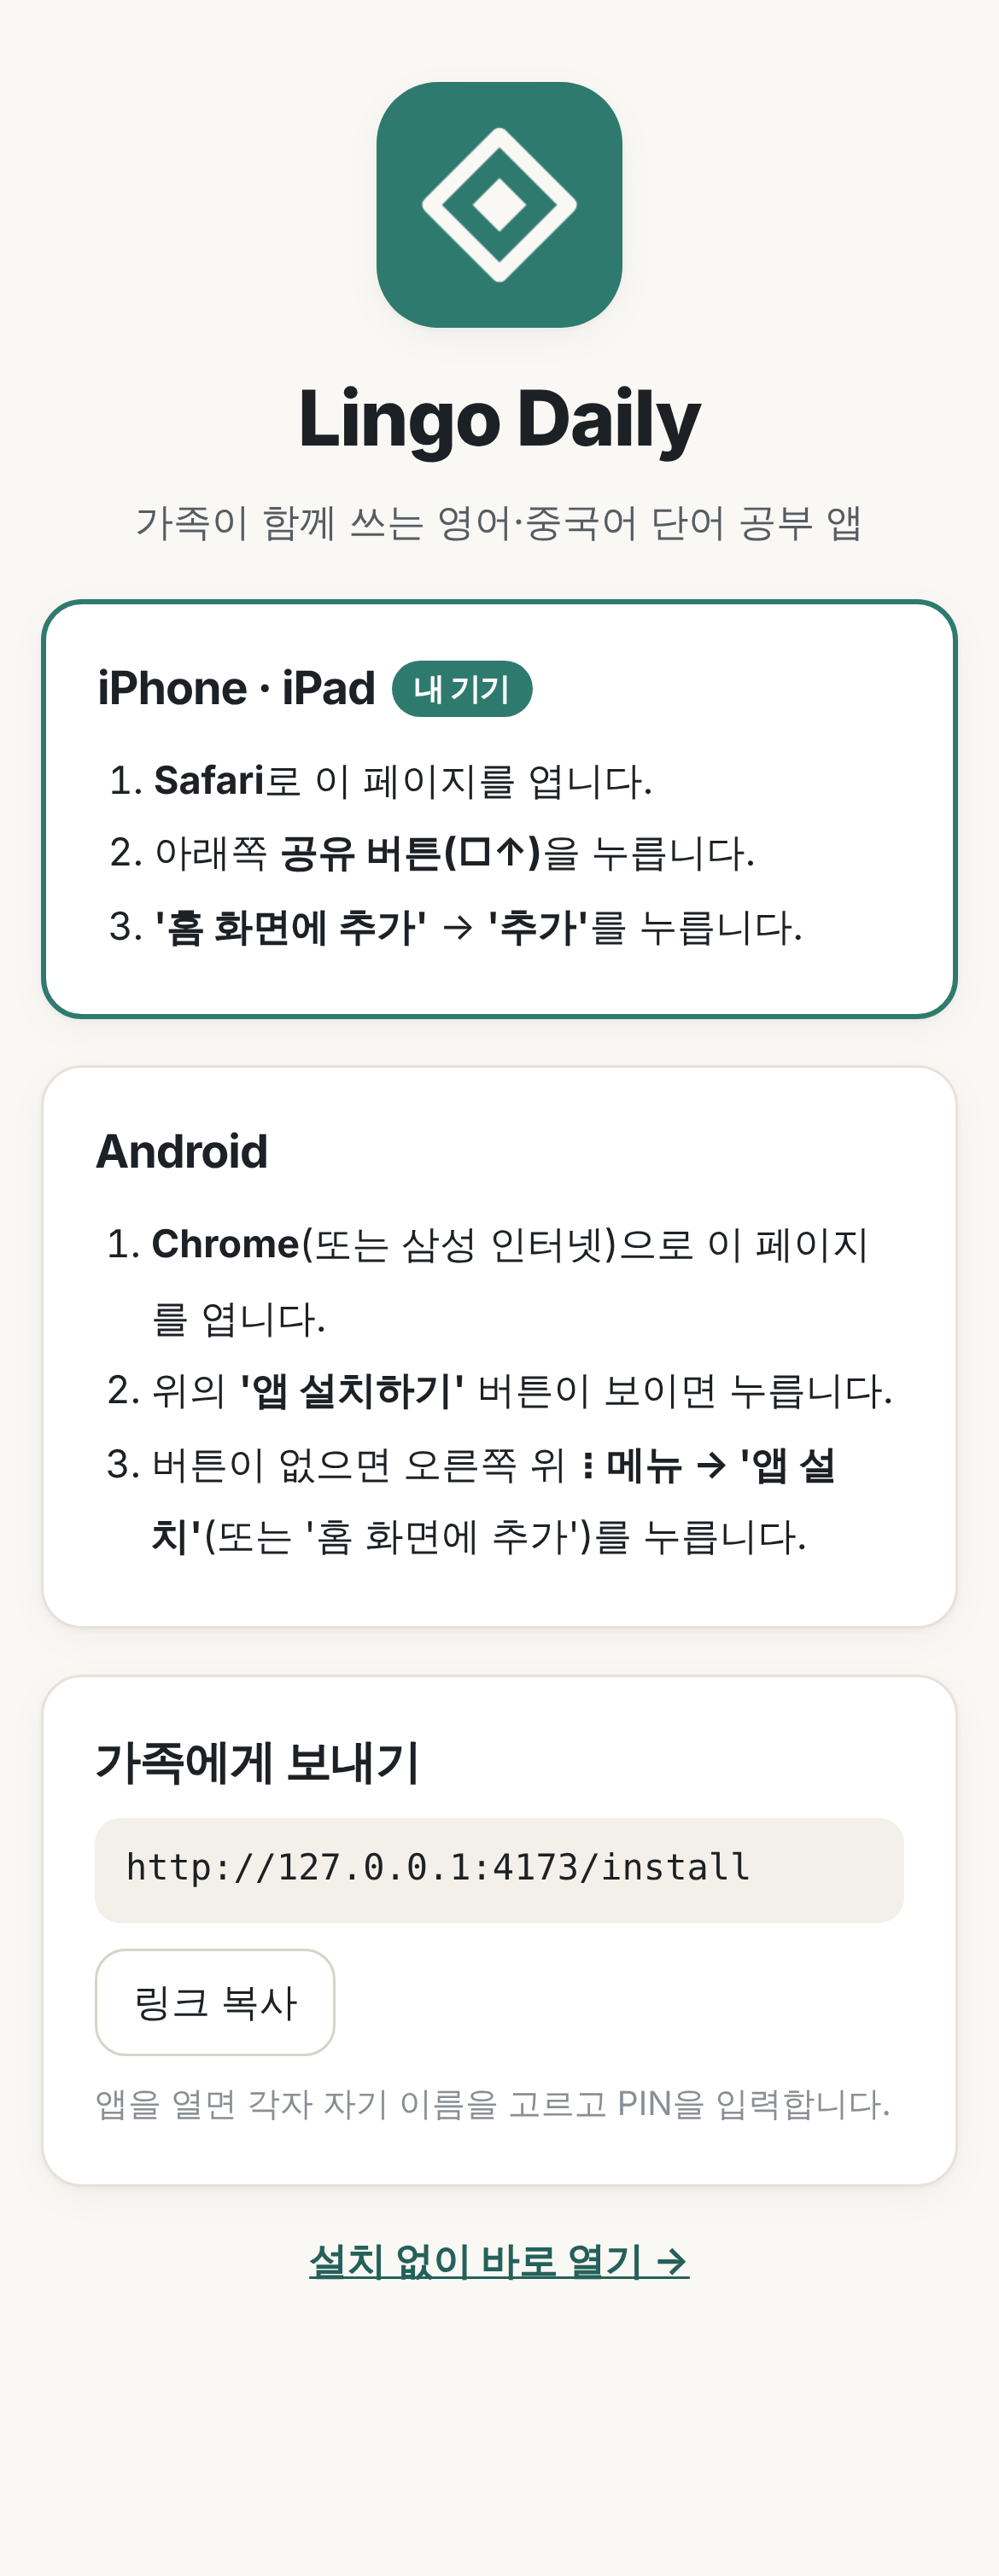 Lingo Daily
가족이 함께 쓰는 영어·중국어 단어 공부 앱
iPhone · iPad 내 기기
1. Safari로 이 페이지를 엽니다.
2. 아래쪽 공유 버튼(□↑)을 누릅니다.
3. '홈 화면에 추가' → '추가'를 누릅니다.
Android
1. Chrome(또는 삼성 인터넷)으로 이 페이지
를 엽니다.
2. 위의 '앱 설치하기' 버튼이 보이면 누릅니다.
3. 버튼이 없으면 오른쪽 위 ⋮ 메뉴 → '앱 설
치'(또는 '홈 화면에 추가')를 누릅니다.
가족에게 보내기
http://127.0.0.1:4173/install
링크 복사
앱을 열면 각자 자기 이름을 고르고 PIN을 입력합니다.
설치 없이 바로 열기 →